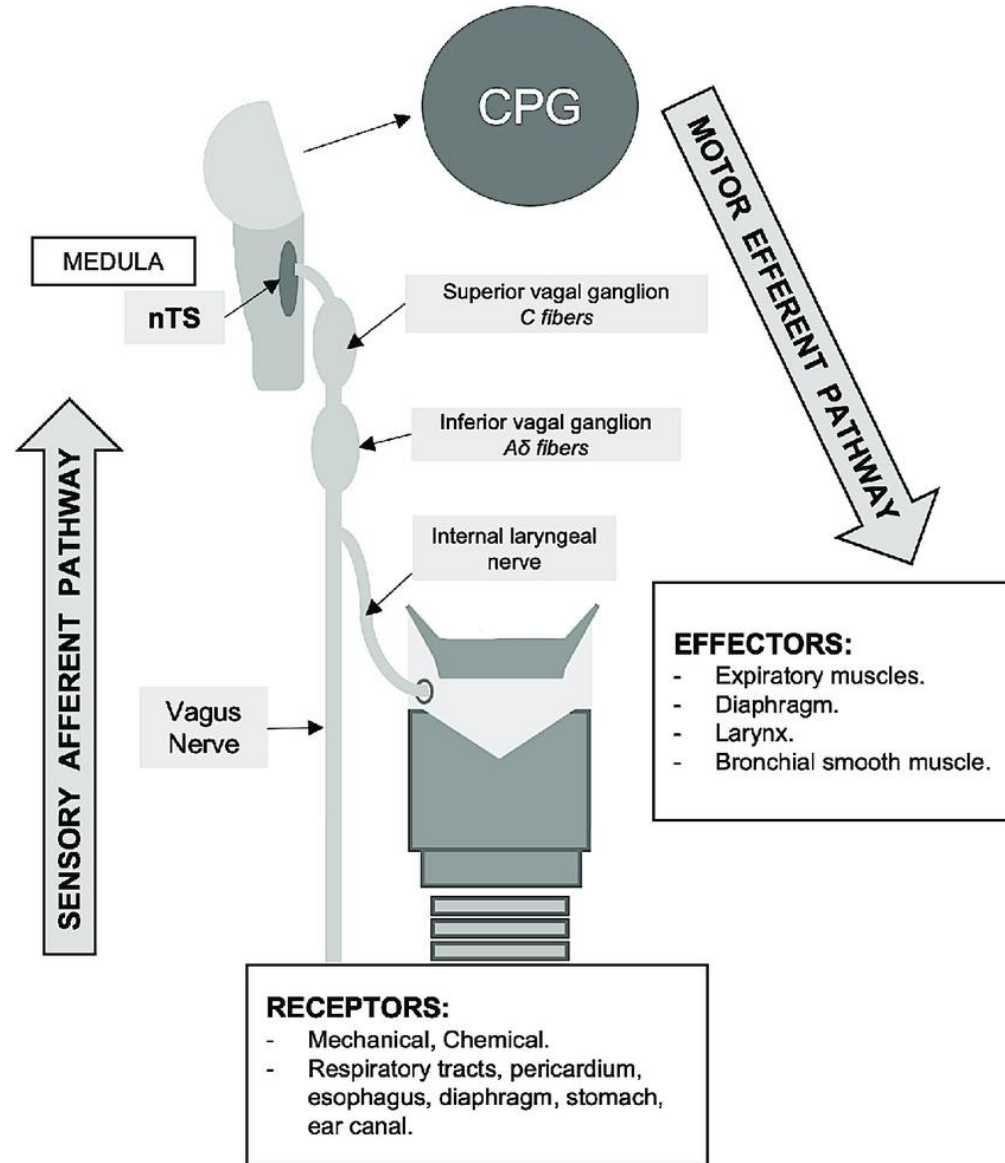 CPG
MOTOR EFFERENT PATHWAY
MEDULA
nTS
Superior vagal ganglion
C fibers
Inferior vagal ganglion
Aδ fibers
Internal laryngeal
nerve
Vagus
Nerve
SENSORY AFFERENT PATHWAY
EFFECTORS:
- Expiratory muscles.
- Diaphragm.
- Larynx.
- Bronchial smooth muscle.
RECEPTORS:
- Mechanical, Chemical.
- Respiratory tracts, pericardium,
esophagus, diaphragm, stomach,
ear canal.